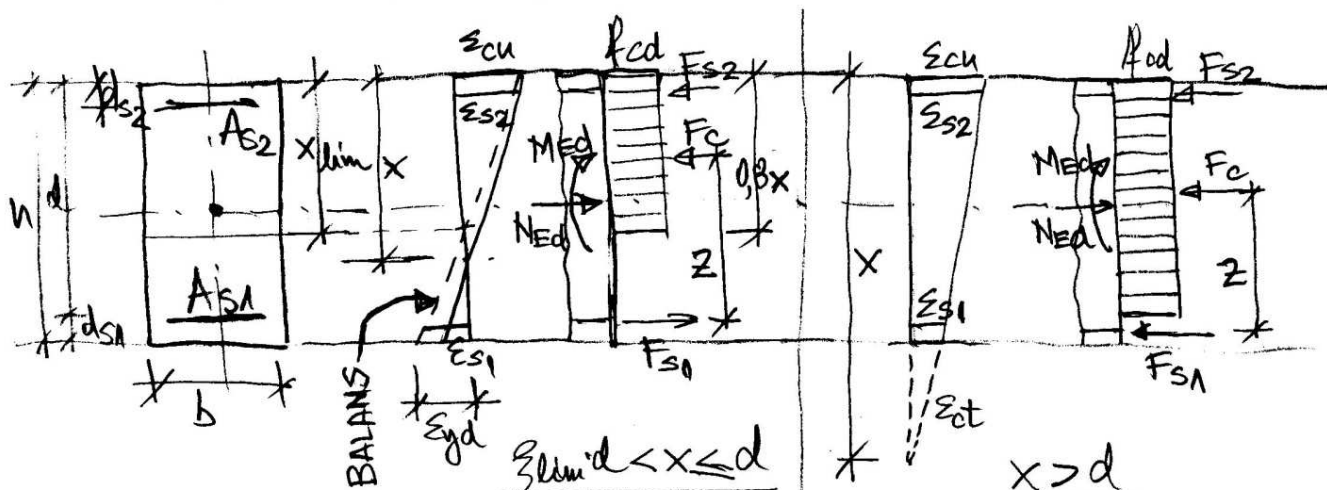 εcu fcd εcu fcd
Fs2 Fs2
ds2 As2 εs2 εs2
xlim x MEd Fc 0,8x MEd Fc
h d
NEd NEd
z x z
As1 εs1
ds1 εs1 Fs1 Fs1
b εyd εct
BALANS
ξlim·d < x ≤ d x > d